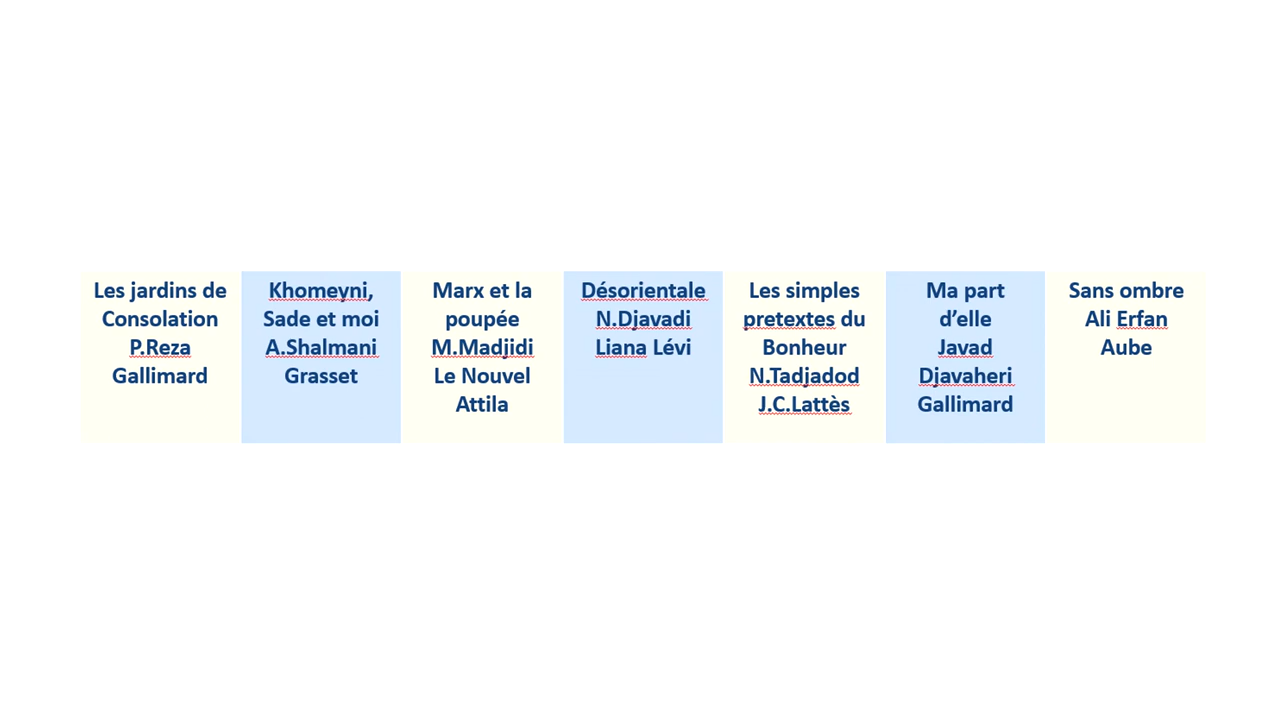 Les jardins de
Consolation
P.Reza
Gallimard
Khomeyni,
Sade et moi
A.Shalmani
Grasset
Marx et la
poupée
M.Madjidi
Le Nouvel
Attila
Désorientale
N.Djavadi
Liana Lévi
Les simples
pretextes du
Bonheur
N.Tadjadod
J.C.Lattès
Ma part
d’elle
Javad
Djavaheri
Gallimard
Sans ombre
Ali Erfan
Aube